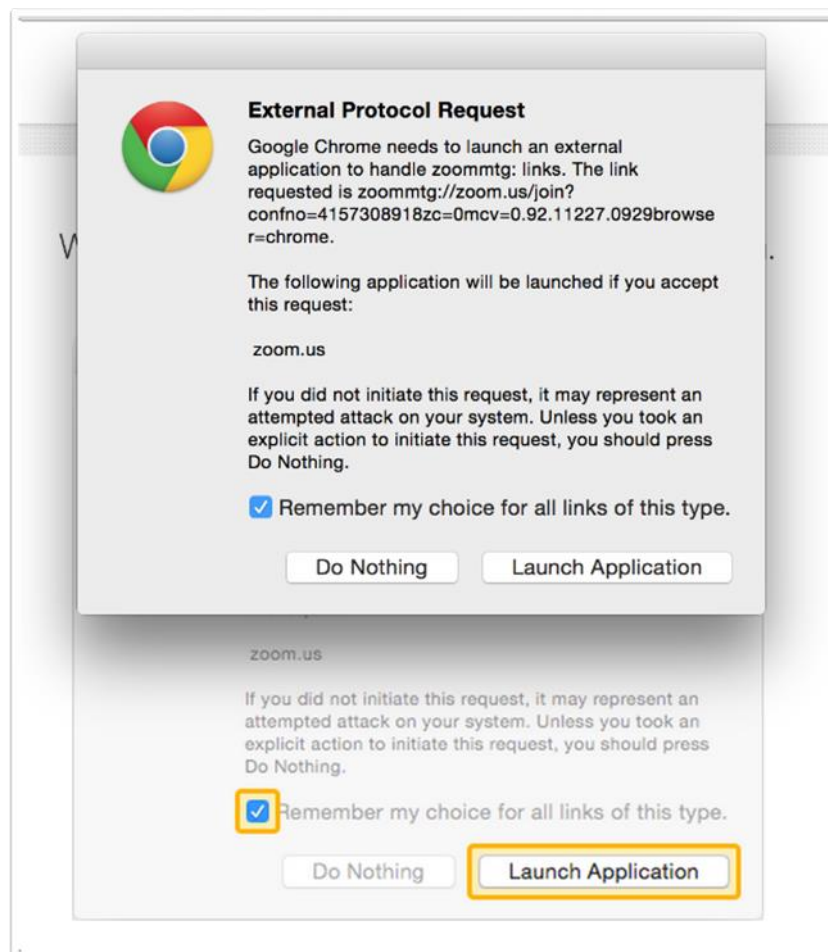 External Protocol Request
Google Chrome needs to launch an external
application to handle zoommtg: links. The link
requested is zoommtg://zoom.us/join?
confno=4157308918zc=0mcv=0.92.11227.0929browse
r=chrome.
The following application will be launched if you accept
this request:
zoom.us
If you did not initiate this request, it may represent an
attempted attack on your system. Unless you took an
explicit action to initiate this request, you should press
Do Nothing.
Remember my choice for all links of this type.
Do Nothing Launch Application
zoom.us
If you did not initiate this request, it may represent an
attempted attack on your system. Unless you took an
explicit action to initiate this request, you should press
Do Nothing.
Remember my choice for all links of this type.
Do Nothing Launch Application